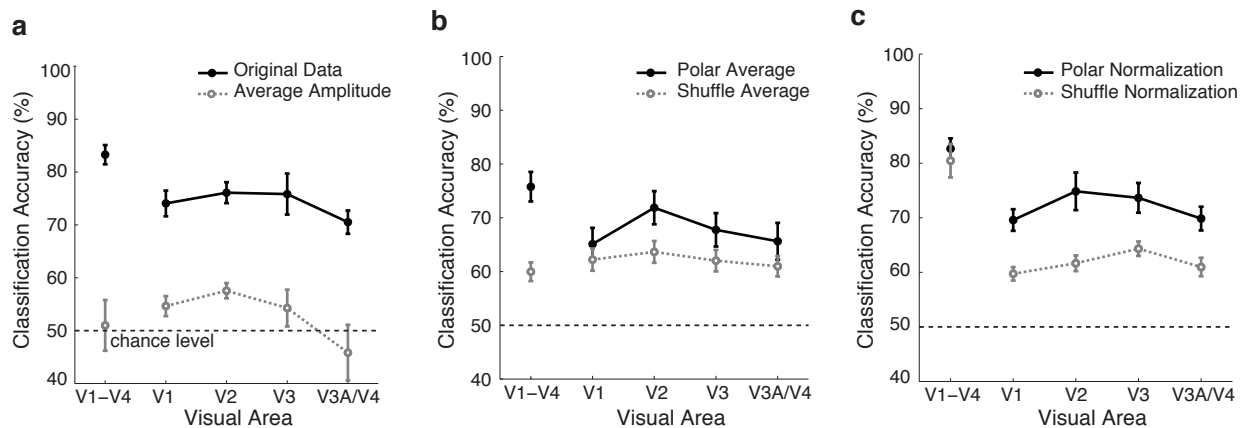 a
Original Data
Average Amplitude
Classification Accuracy (%)
100
90
80
70
60
50
40
chance level
V1–V4
V1
V2
V3
V3A/V4
Visual Area
b
Polar Average
Shuffle Average
Classification Accuracy (%)
100
90
80
70
60
50
40
V1–V4
V1
V2
V3
V3A/V4
Visual Area
c
Polar Normalization
Shuffle Normalization
Classification Accuracy (%)
100
90
80
70
60
50
40
V1–V4
V1
V2
V3
V3A/V4
Visual Area